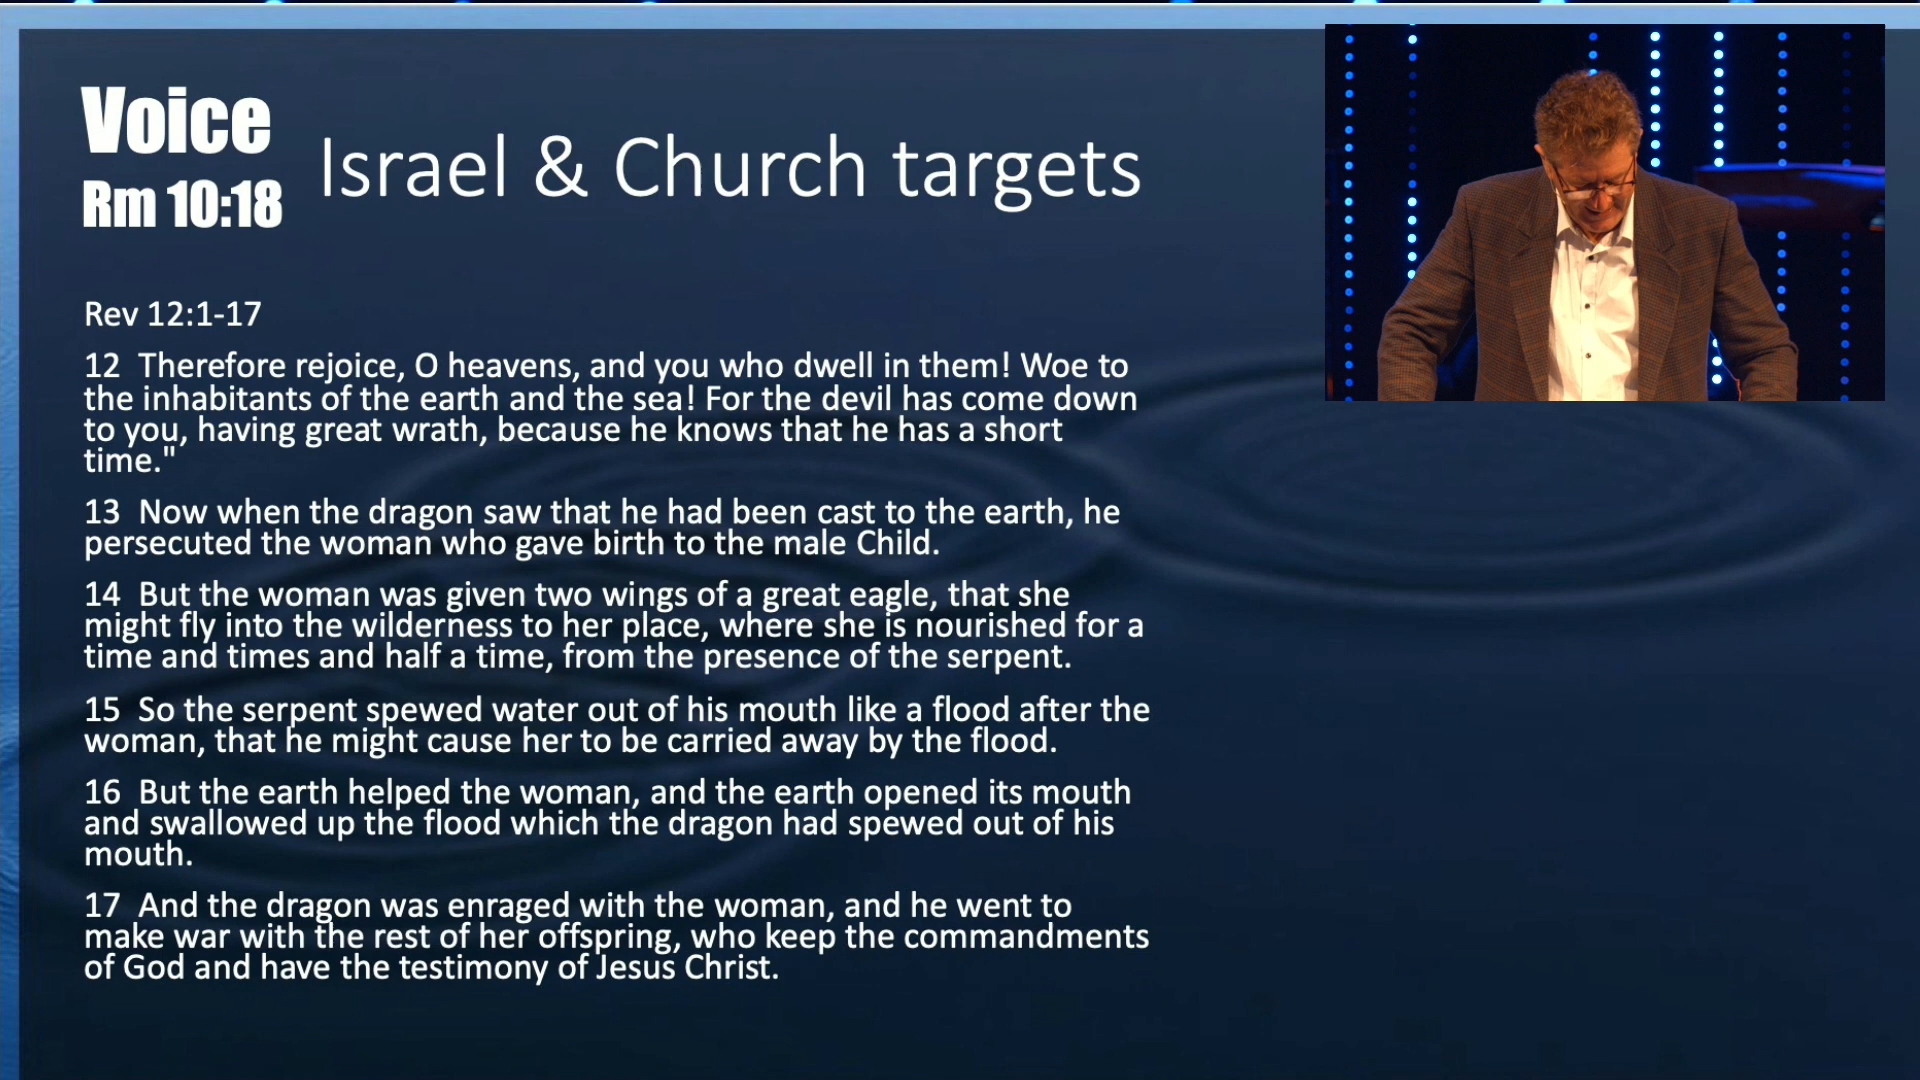 Voice
Rm 10:18
Israel & Church targets
Rev 12:1-17
12 Therefore rejoice, O heavens, and you who dwell in them! Woe to
the inhabitants of the earth and the sea! For the devil has come down
to you, having great wrath, because he knows that he has a short
time."
13 Now when the dragon saw that he had been cast to the earth, he
persecuted the woman who gave birth to the male Child.
14 But the woman was given two wings of a great eagle, that she
might fly into the wilderness to her place, where she is nourished for a
time and times and half a time, from the presence of the serpent.
15 So the serpent spewed water out of his mouth like a flood after the
woman, that he might cause her to be carried away by the flood.
16 But the earth helped the woman, and the earth opened its mouth
and swallowed up the flood which the dragon had spewed out of his
mouth.
17 And the dragon was enraged with the woman, and he went to
make war with the rest of her offspring, who keep the commandments
of God and have the testimony of Jesus Christ.